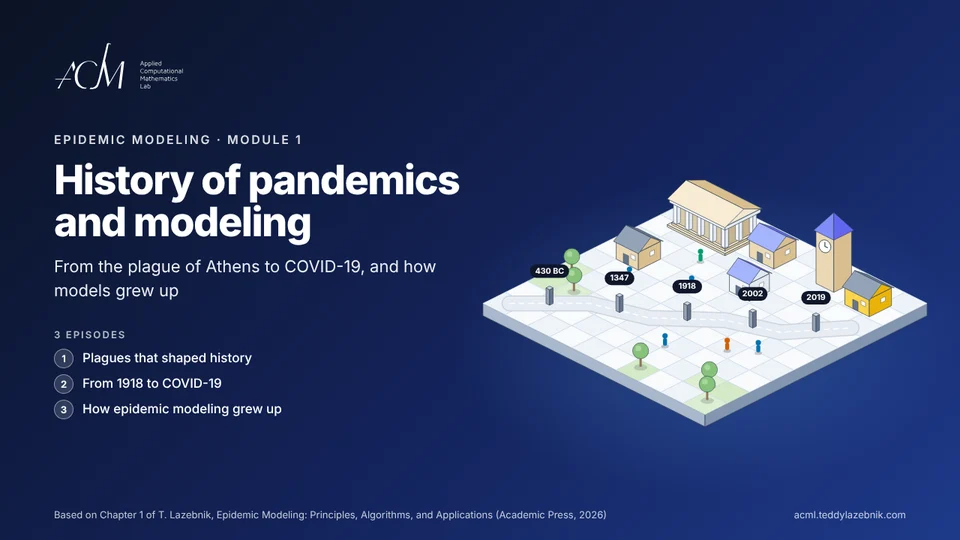 ACM
Applied
Computational
Mathematics
Lab
EPIDEMIC MODELING · MODULE 1
History of pandemics
and modeling
From the plague of Athens to COVID-19, and how
models grew up
3 EPISODES
1 Plagues that shaped history
2 From 1918 to COVID-19
3 How epidemic modeling grew up
430 BC
1347
1918
2002
2019
Based on Chapter 1 of T. Lazebnik, Epidemic Modeling: Principles, Algorithms, and Applications (Academic Press, 2026)
acml.teddylazebnik.com